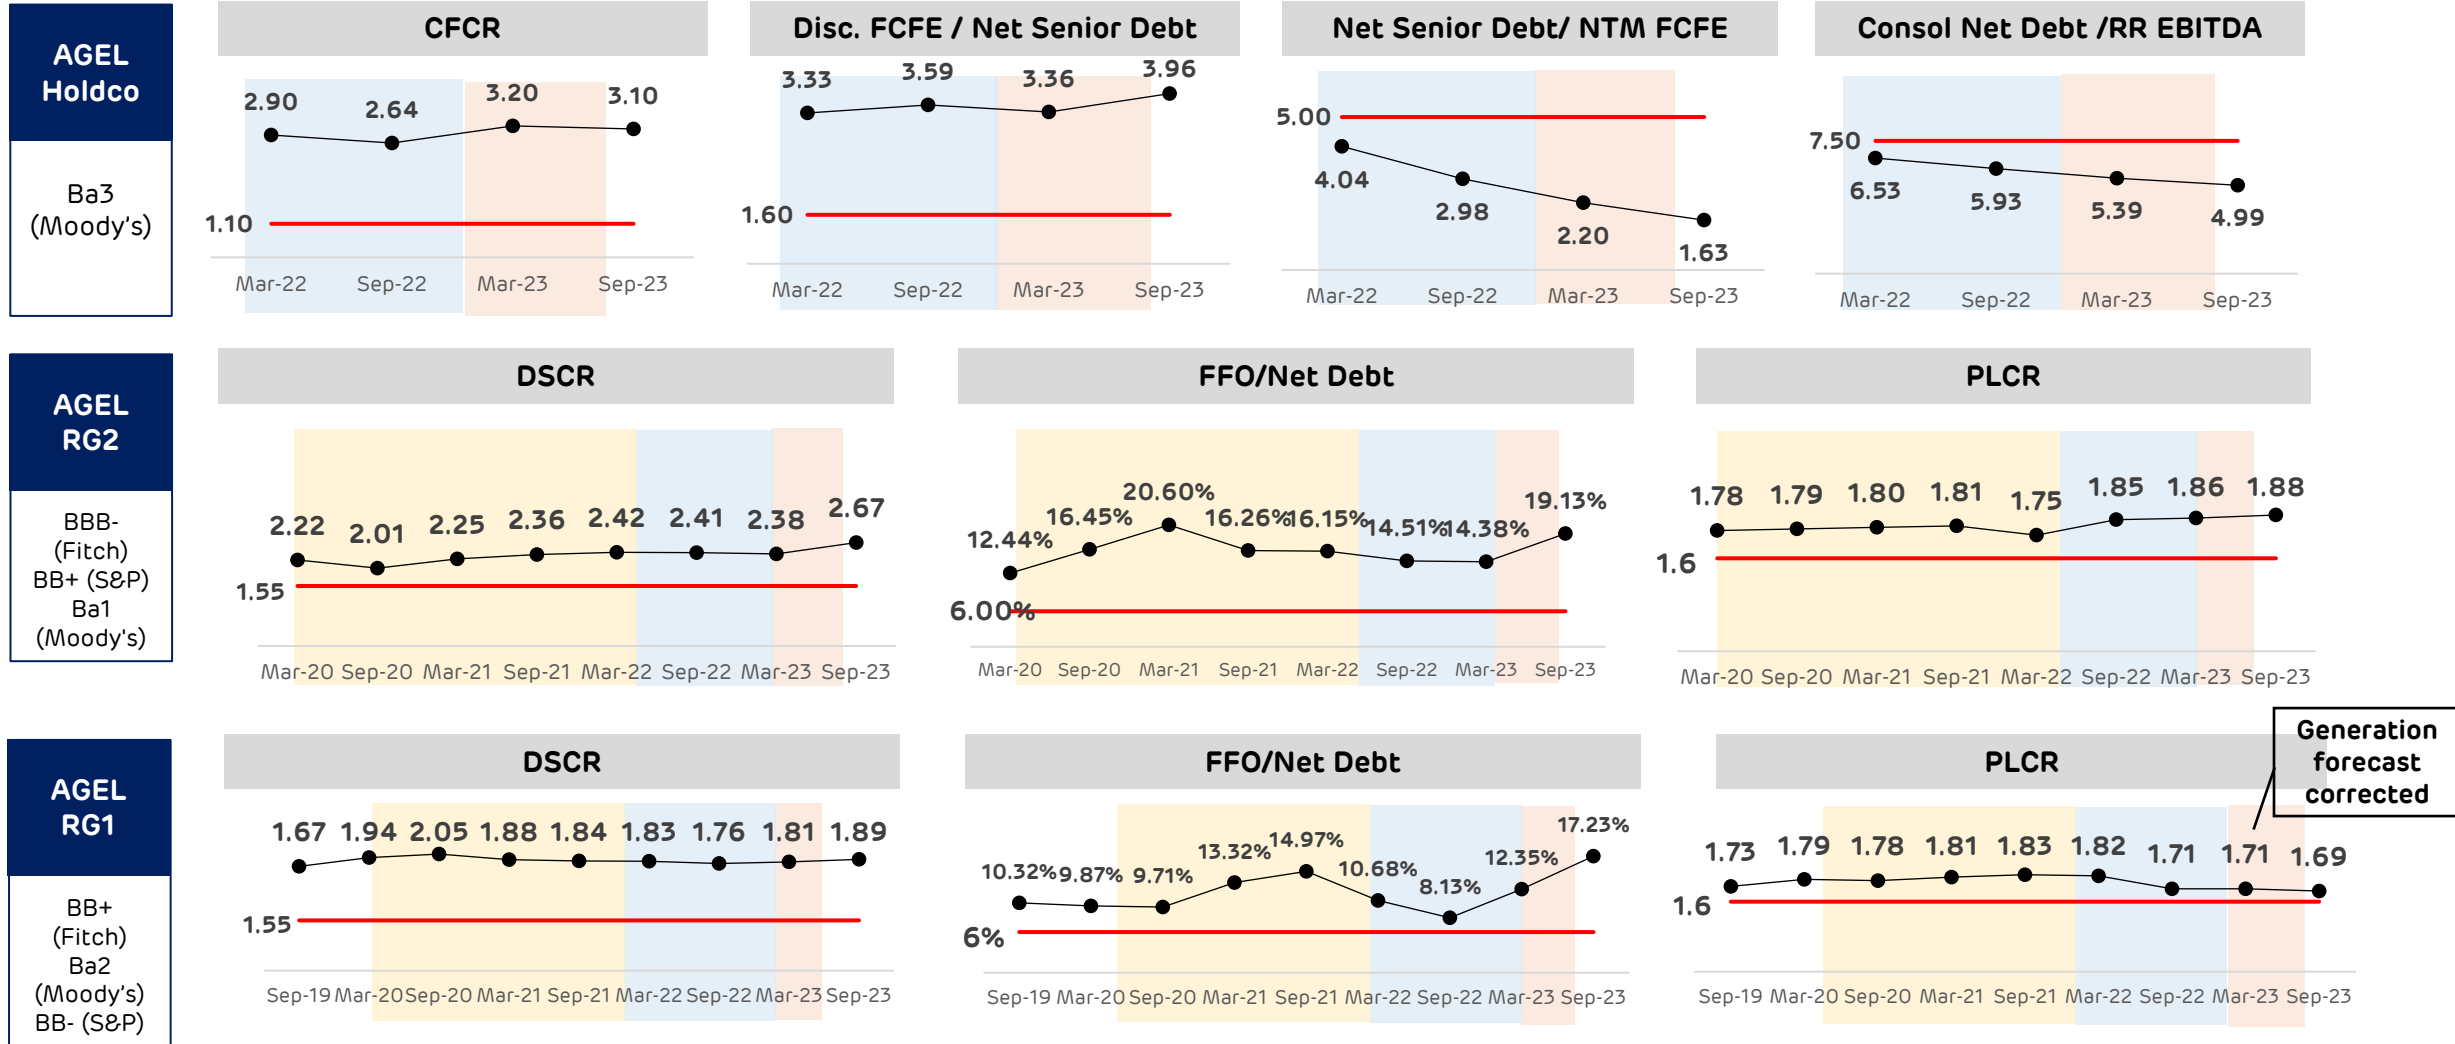 AGEL
Holdco
Ba3
(Moody's)
CFCR
2.90
2.64
3.20
3.10
1.10
Mar-22 Sep-22 Mar-23 Sep-23
Disc. FCFE / Net Senior Debt
3.33
3.59
3.36
3.96
1.60
Mar-22 Sep-22 Mar-23 Sep-23
Net Senior Debt/ NTM FCFE
5.00
4.04
2.98
2.20
1.63
Mar-22 Sep-22 Mar-23 Sep-23
Consol Net Debt /RR EBITDA
7.50
6.53
5.93
5.39
4.99
Mar-22 Sep-22 Mar-23 Sep-23
AGEL
RG2
BBB-
(Fitch)
BB+ (S&P)
Ba1
(Moody's)
DSCR
2.22 2.01 2.25 2.36 2.42 2.41 2.38 2.67
1.55
Mar-20 Sep-20 Mar-21 Sep-21 Mar-22 Sep-22 Mar-23 Sep-23
FFO/Net Debt
12.44% 16.45% 20.60% 16.26% 16.15% 14.51% 14.38% 19.13%
6.00%
Mar-20 Sep-20 Mar-21 Sep-21 Mar-22 Sep-22 Mar-23 Sep-23
PLCR
1.78 1.79 1.80 1.81 1.75 1.85 1.86 1.88
1.6
Mar-20 Sep-20 Mar-21 Sep-21 Mar-22 Sep-22 Mar-23 Sep-23
AGEL
RG1
BB+
(Fitch)
Ba2
(Moody's)
BB- (S&P)
DSCR
1.67 1.94 2.05 1.88 1.84 1.83 1.76 1.81 1.89
1.55
Sep-19 Mar-20 Sep-20 Mar-21 Sep-21 Mar-22 Sep-22 Mar-23 Sep-23
FFO/Net Debt
10.32% 9.87% 9.71% 13.32% 14.97% 10.68% 8.13% 12.35% 17.23%
6%
Sep-19 Mar-20 Sep-20 Mar-21 Sep-21 Mar-22 Sep-22 Mar-23 Sep-23
PLCR
Generation
forecast
corrected
1.73 1.79 1.78 1.81 1.83 1.82 1.71 1.71 1.69
1.6
Sep-19 Mar-20 Sep-20 Mar-21 Sep-21 Mar-22 Sep-22 Mar-23 Sep-23